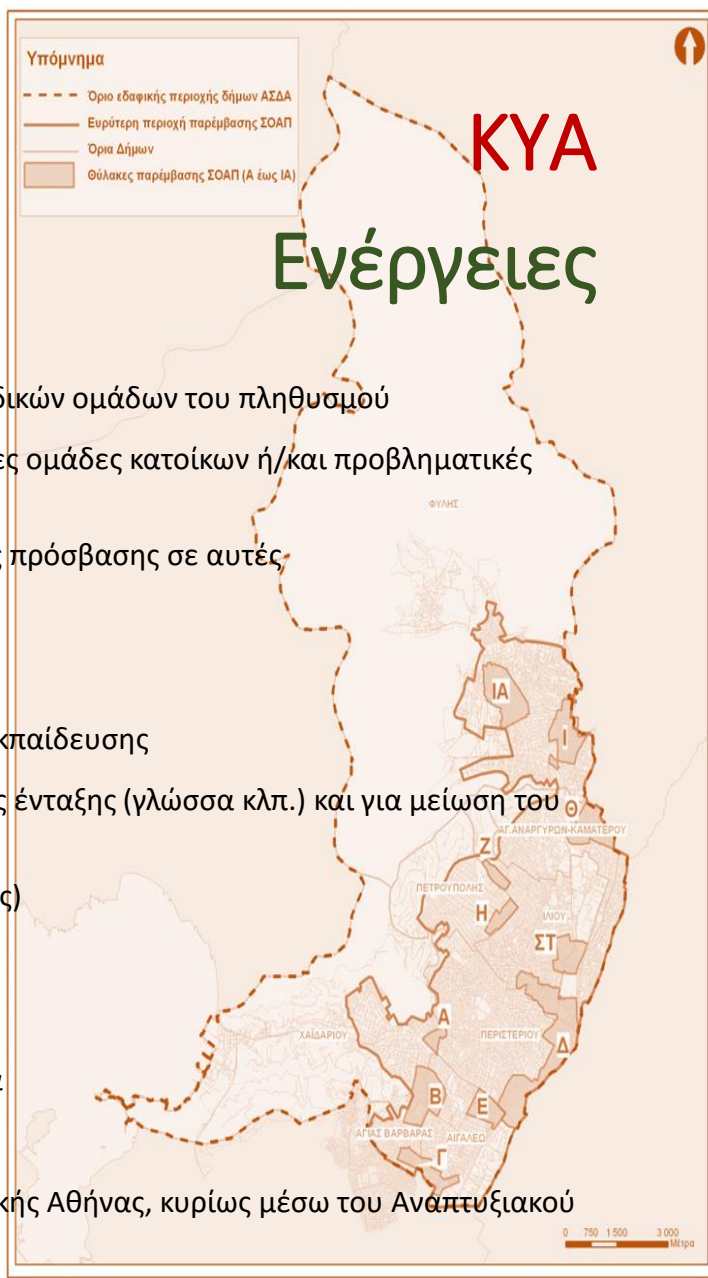 Υπόμνημα
Όριο εδαφικής περιοχής δήμων ΑΣΔΑ
Ευρύτερη περιοχή παρέμβασης ΣΟΑΠ
Όρια Δήμων
Θύλακες παρέμβασης ΣΟΑΠ (Α έως ΙΑ)
ΚΥΑ
Ενέργειες
δικών ομάδων του πληθυσμού
ες ομάδες κατοίκων ή/και προβληματικές
ΦΥΛΗΣ
ς πρόσβασης σε αυτές
ΙΑ
Ι
κπαίδευσης
ς ένταξης (γλώσσα κλπ.) και για μείωση του
Θ
ΑΓ.ΑΝΑΡΓΥΡΩΝ-ΚΑΜΑΤΕΡΟΥ
Ζ
ΠΕΤΡΟΥΠΟΛΗΣ
ς)
Η
ΙΛΙΟΥ
ΣΤ
Α
ΧΑΪΔΑΡΙΟΥ
ΠΕΡΙΣΤΕΡΙΟΥ
Δ
Β
Ε
ΑΓΙΑΣ ΒΑΡΒΑΡΑΣ
ΑΙΓΑΛΕΩ
Γ
κής Αθήνας, κυρίως μέσω του Αναπτυξιακού
0 750 1 500 3 000
Μέτρα